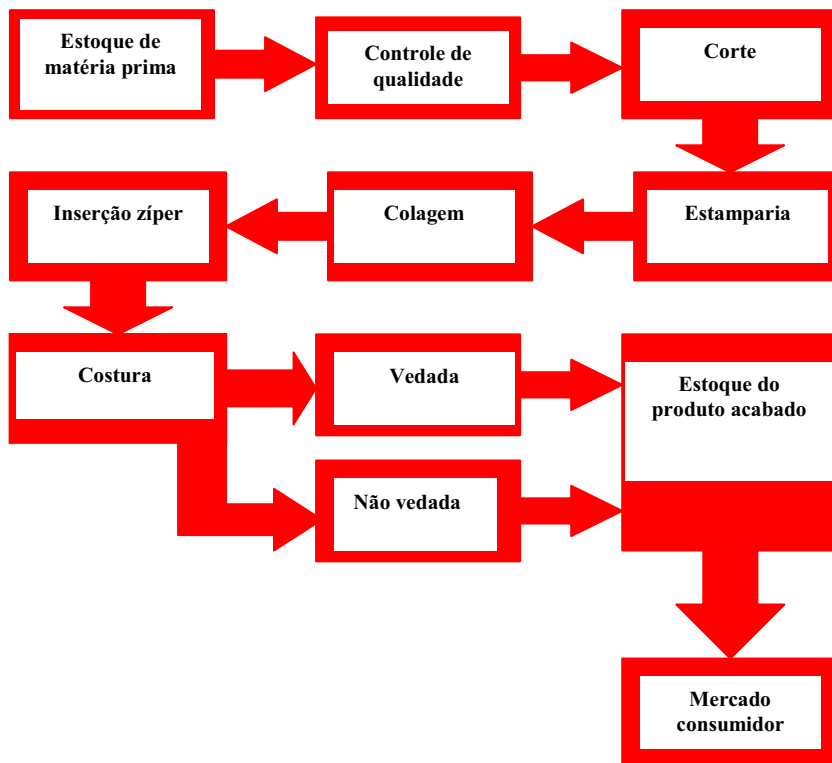 Estoque de
matéria prima
Controle de
qualidade
Corte
Inserção zíper
Colagem
Estamparia
Costura
Vedada
Estoque do
produto acabado
Não vedada
Mercado
consumidor